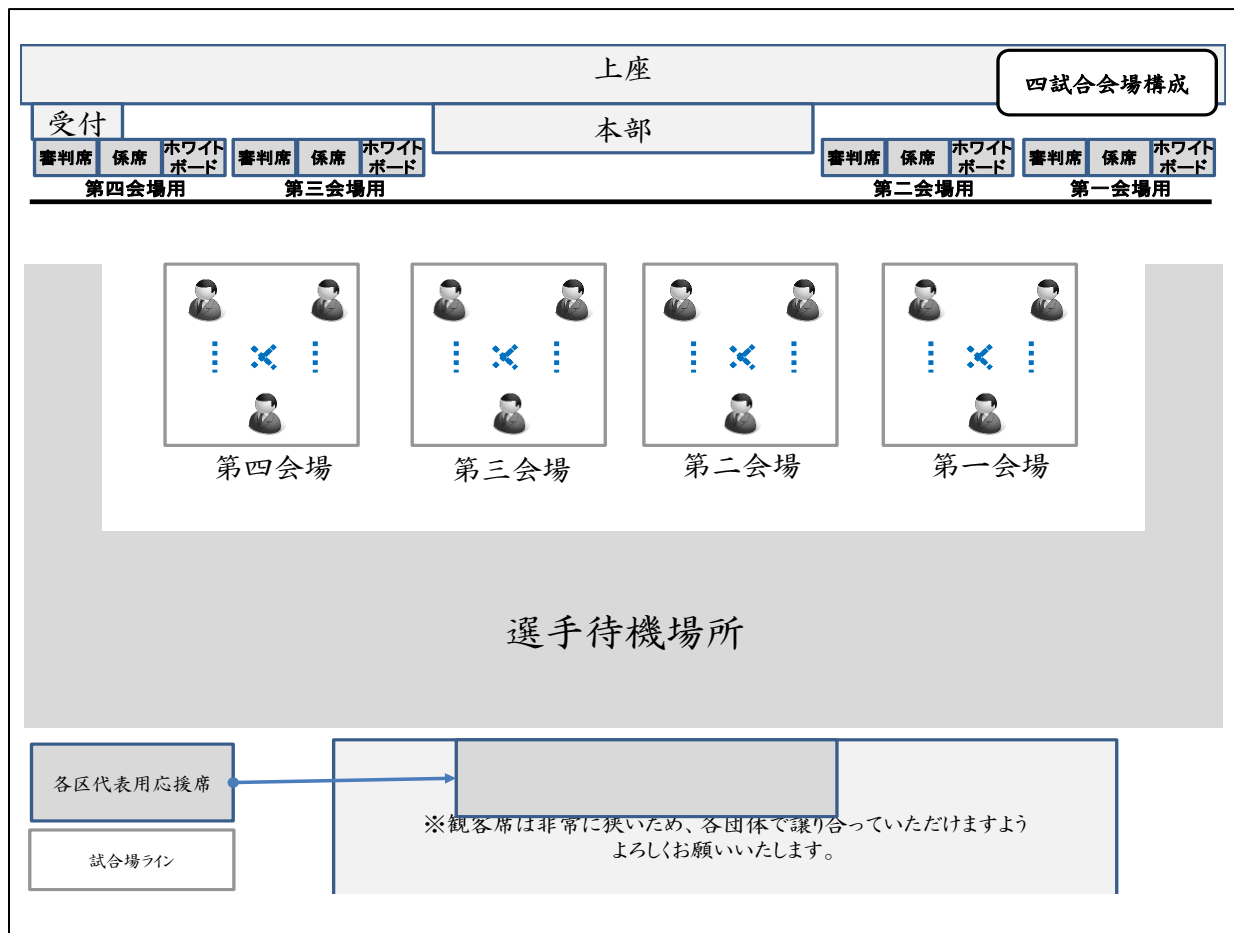 上座
四試合会場構成
受付
本部
審判席 係席 ホワイト
ボード
審判席 係席 ホワイト
ボード
審判席 係席 ホワイト
ボード
審判席 係席 ホワイト
ボード
第四会場用 第三会場用 第二会場用 第一会場用
第四会場 第三会場 第二会場 第一会場
選手待機場所
各区代表用応援席
※観客席は非常に狭いため、各団体で譲り合っていただけますよう
よろしくお願いいたします。
試合場ライン